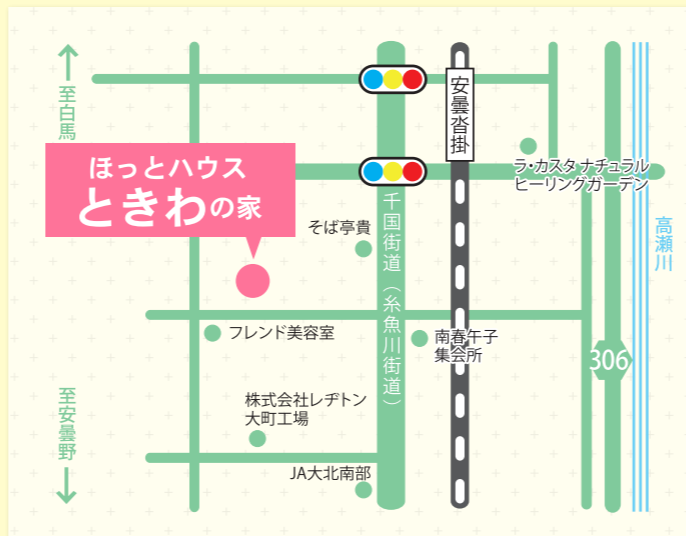 至白馬
安曇沓掛
ラ・カスタ ナチュラル
ヒーリングガーデン
ほっとハウス
ときわの家
千国街道（糸魚川街道）
そば亭貴
高瀬川
フレンド美容室
南春午子
集会所
306
至安曇野
株式会社レヂトン
大町工場
JA大北南部